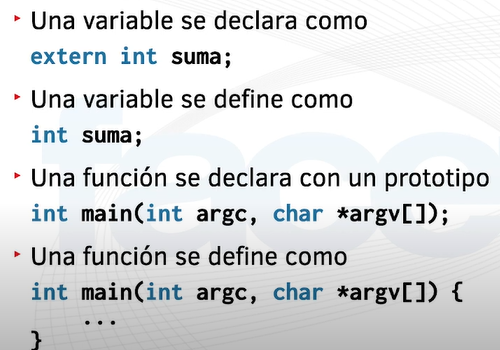 Una variable se declara como
extern int suma;
Una variable se define como
int suma;
Una función se declara con un prototipo
int main(int argc, char *argv[]);
Una función se define como
int main(int argc, char *argv[]) {
...
}